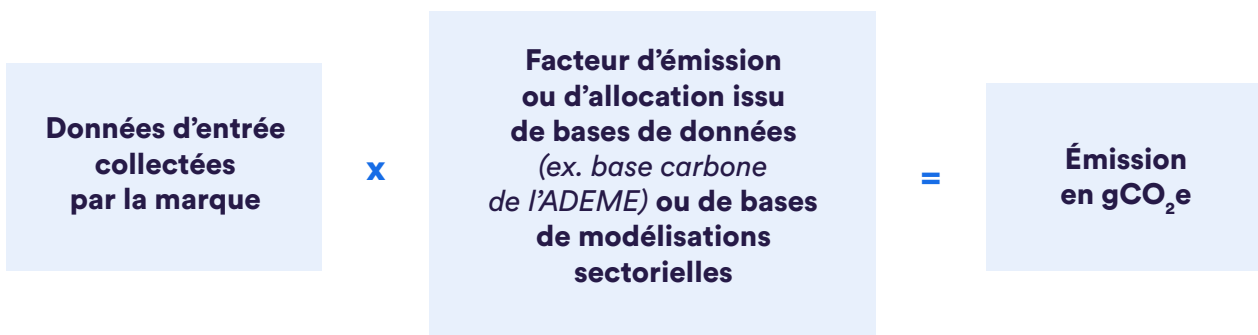 Données d’entrée
collectées
par la marque
x
Facteur d’émission
ou d’allocation issu
de bases de données
(ex. base carbone
de l’ADEME) ou de bases
de modélisations
sectorielles
=
Émission
en gCO₂e